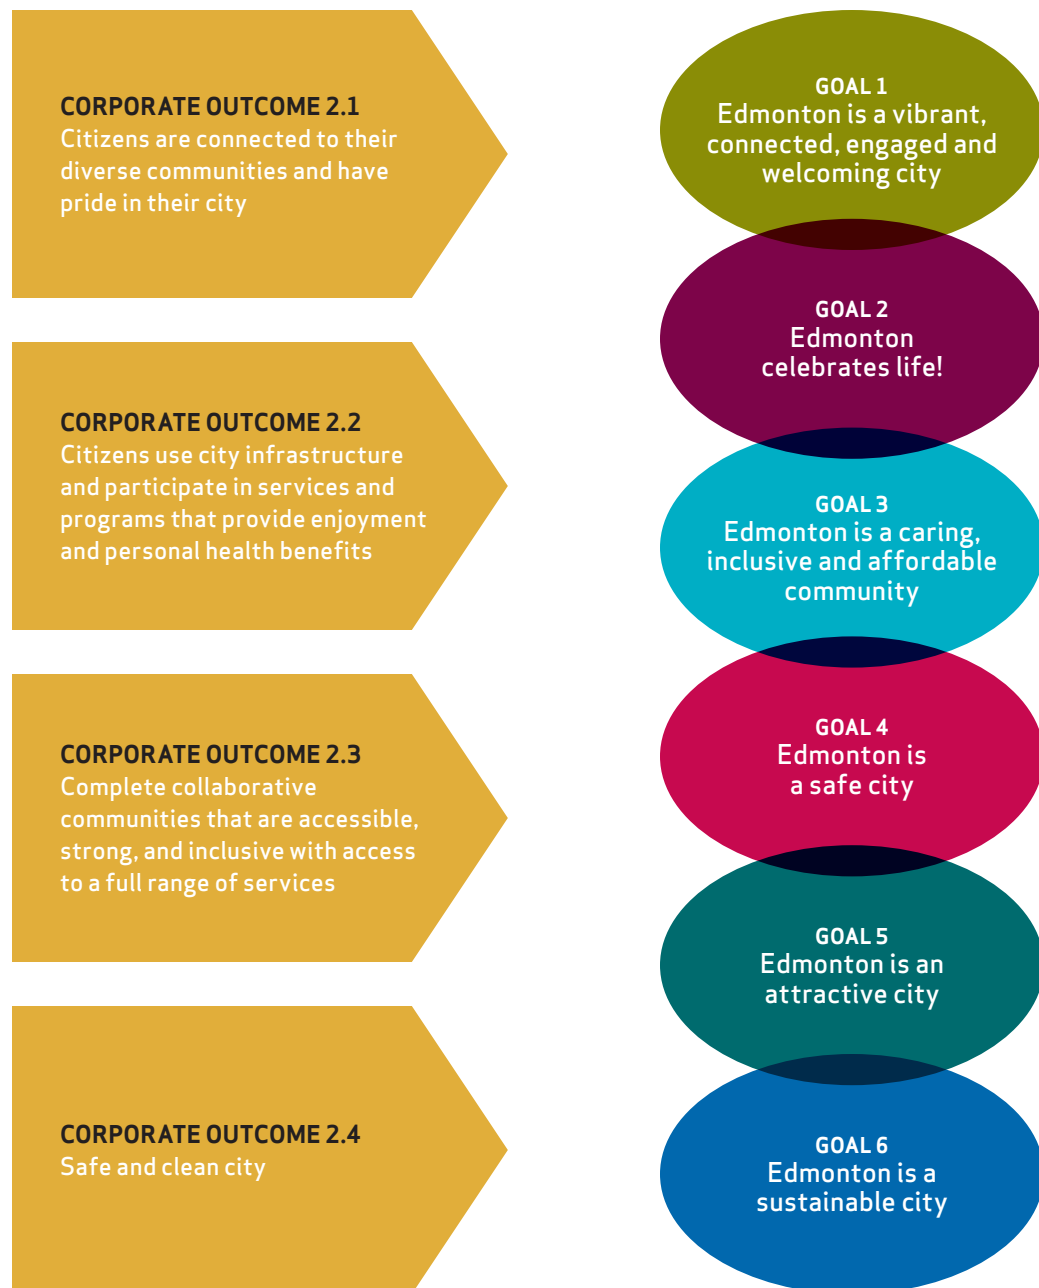 CORPORATE OUTCOME 2.1
Citizens are connected to their
diverse communities and have
pride in their city
CORPORATE OUTCOME 2.2
Citizens use city infrastructure
and participate in services and
programs that provide enjoyment
and personal health benefits
CORPORATE OUTCOME 2.3
Complete collaborative
communities that are accessible,
strong, and inclusive with access
to a full range of services
CORPORATE OUTCOME 2.4
Safe and clean city
GOAL 1
Edmonton is a vibrant,
connected, engaged and
welcoming city
GOAL 2
Edmonton
celebrates life!
GOAL 3
Edmonton is a caring,
inclusive and affordable
community
GOAL 4
Edmonton is
a safe city
GOAL 5
Edmonton is an
attractive city
GOAL 6
Edmonton is a
sustainable city